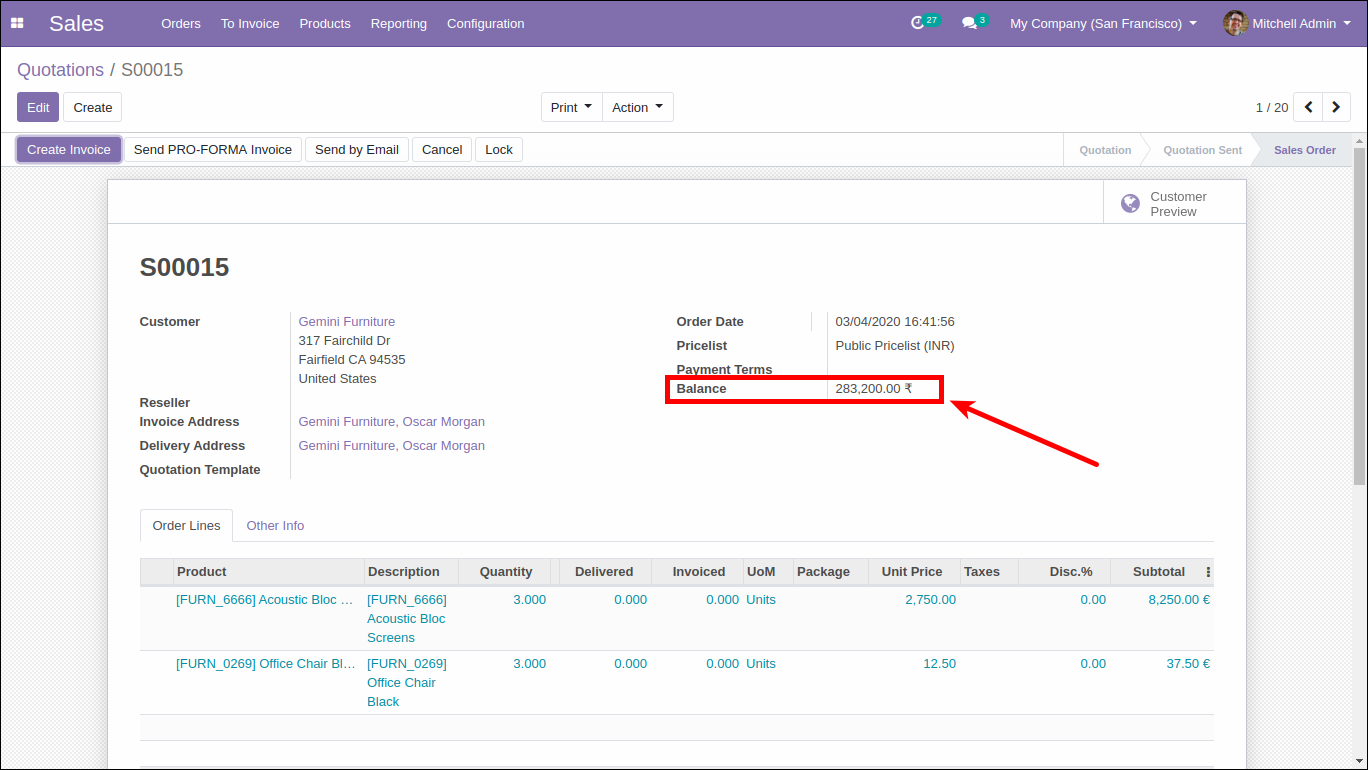 Sales Orders To Invoice Products Reporting Configuration 27 3 My Company (San Francisco) Mitchell Admin
Quotations / S00015
Edit Create Print Action 1 / 20
Create Invoice Send PRO-FORMA Invoice Send by Email Cancel Lock Quotation Quotation Sent Sales Order
Customer
Preview
S00015
Customer Gemini Furniture
317 Fairchild Dr
Fairfield CA 94535
United States
Reseller
Invoice Address Gemini Furniture, Oscar Morgan
Delivery Address Gemini Furniture, Oscar Morgan
Quotation Template
Order Date 03/04/2020 16:41:56
Pricelist Public Pricelist (INR)
Payment Terms
Balance 283,200.00 ₹
Order Lines Other Info
Product Description Quantity Delivered Invoiced UoM Package Unit Price Taxes Disc.% Subtotal
[FURN_6666] Acoustic Bloc ... [FURN_6666] 3.000 0.000 0.000 Units 2,750.00 0.00 8,250.00 €
Acoustic Bloc
Screens
[FURN_0269] Office Chair Bl... [FURN_0269] 3.000 0.000 0.000 Units 12.50 0.00 37.50 €
Office Chair
Black